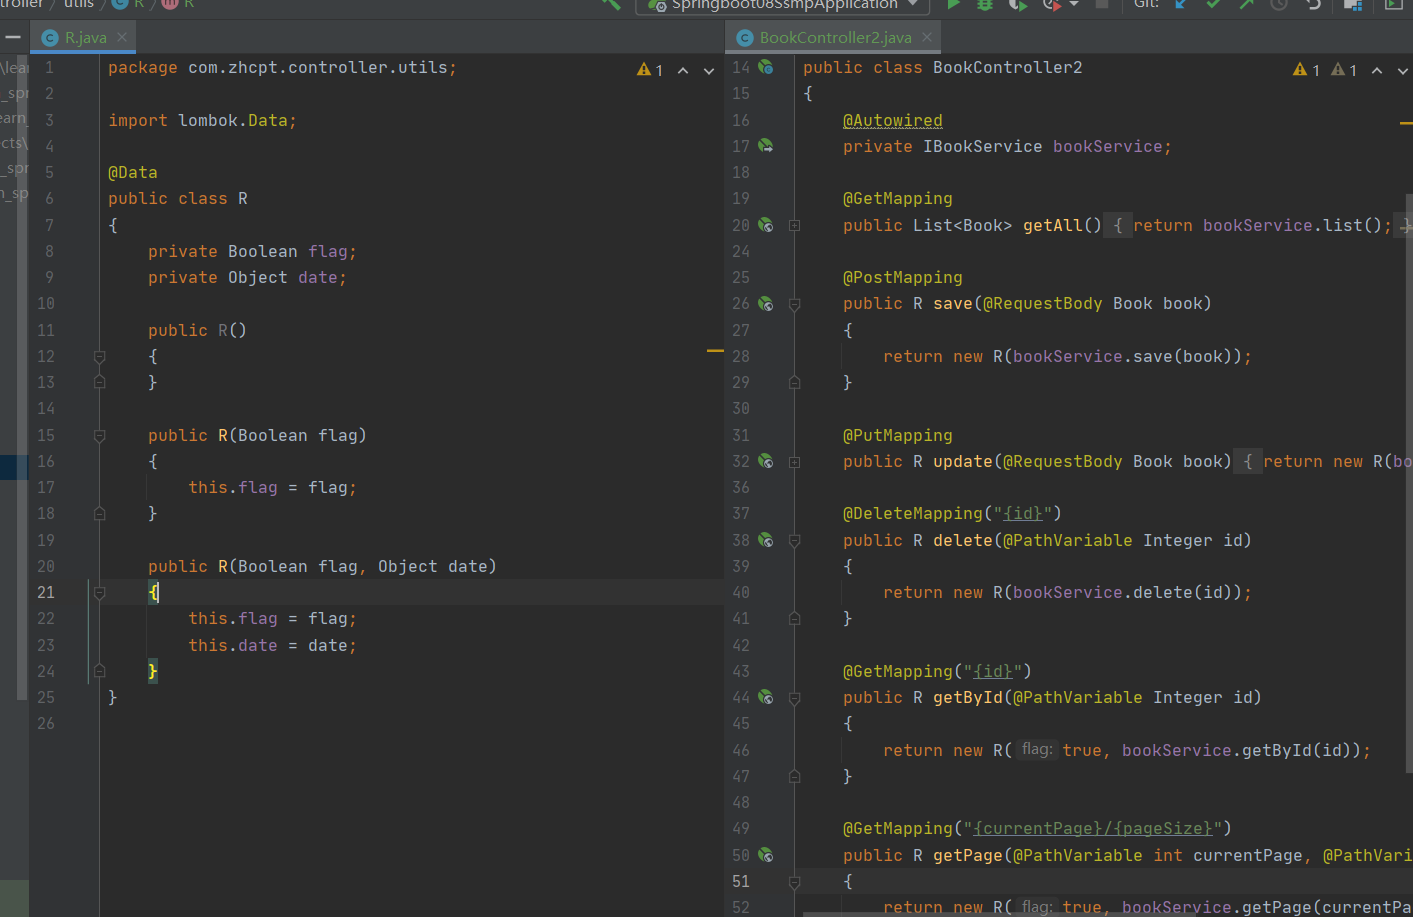 utils R R
Springboot08SsmpApplication Git:
R.java
BookController2.java
1 package com.zhcpt.controller.utils; 1
2
3 import lombok.Data;
4
5 @Data
6 public class R
7 {
8 private Boolean flag;
9 private Object date;
10
11 public R()
12 {
13 }
14
15 public R(Boolean flag)
16 {
17 this.flag = flag;
18 }
19
20 public R(Boolean flag, Object date)
21 {
22 this.flag = flag;
23 this.date = date;
24 }
25 }
26
14 public class BookController2 1 1
15 {
16 @Autowired
17 private IBookService bookService;
18
19 @GetMapping
20 public List<Book> getAll() { return bookService.list(); }
24
25 @PostMapping
26 public R save(@RequestBody Book book)
27 {
28 return new R(bookService.save(book));
29 }
30
31 @PutMapping
32 public R update(@RequestBody Book book) { return new R(bo
36
37 @DeleteMapping("{id}")
38 public R delete(@PathVariable Integer id)
39 {
40 return new R(bookService.delete(id));
41 }
42
43 @GetMapping("{id}")
44 public R getById(@PathVariable Integer id)
45 {
46 return new R( flag: true, bookService.getById(id));
47 }
48
49 @GetMapping("{currentPage}/{pageSize}")
50 public R getPage(@PathVariable int currentPage, @PathVari
51 {
52 return new R( flag: true, bookService.getPage(currentPa